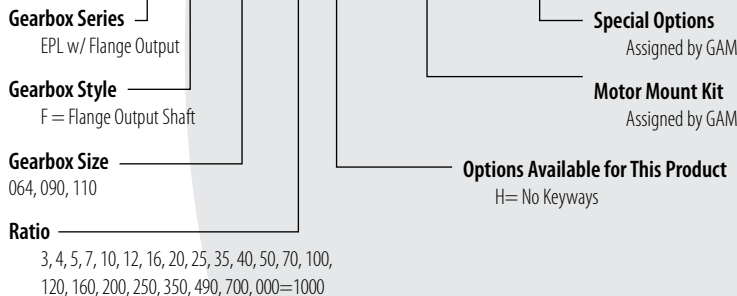 Gearbox Series
EPL w/ Flange Output
Gearbox Style
F = Flange Output Shaft
Gearbox Size
064, 090, 110
Ratio
3, 4, 5, 7, 10, 12, 16, 20, 25, 35, 40, 50, 70, 100,
120, 160, 200, 250, 350, 490, 700, 000=1000
Special Options
Assigned by GAM
Motor Mount Kit
Assigned by GAM
Options Available for This Product
H= No Keyways